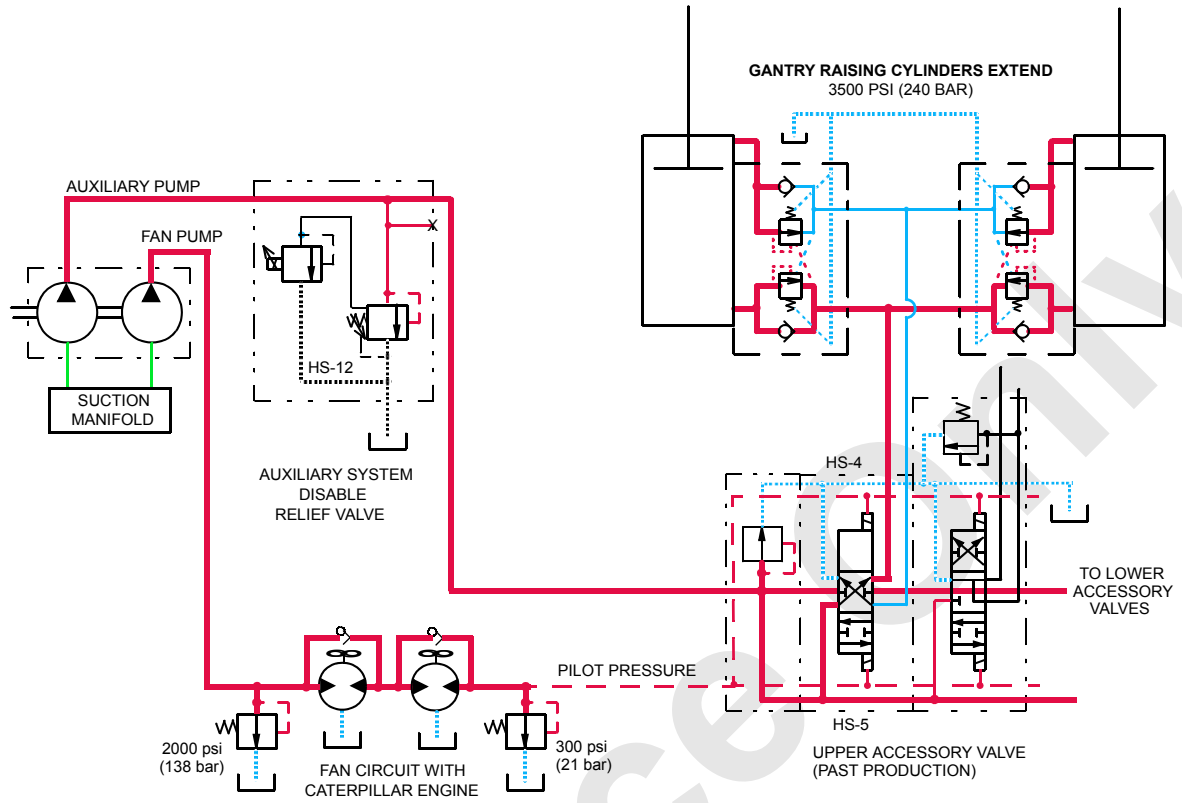 GANTRY RAISING CYLINDERS EXTEND
3500 PSI (240 BAR)
AUXILIARY PUMP
FAN PUMP
X
HS-12
SUCTION
MANIFOLD
AUXILIARY SYSTEM
DISABLE
RELIEF VALVE
HS-4
TO LOWER
ACCESSORY
VALVES
PILOT PRESSURE
HS-5
2000 psi
(138 bar)
FAN CIRCUIT WITH
CATERPILLAR ENGINE
300 psi
(21 bar)
UPPER ACCESSORY VALVE
(PAST PRODUCTION)
ce Only